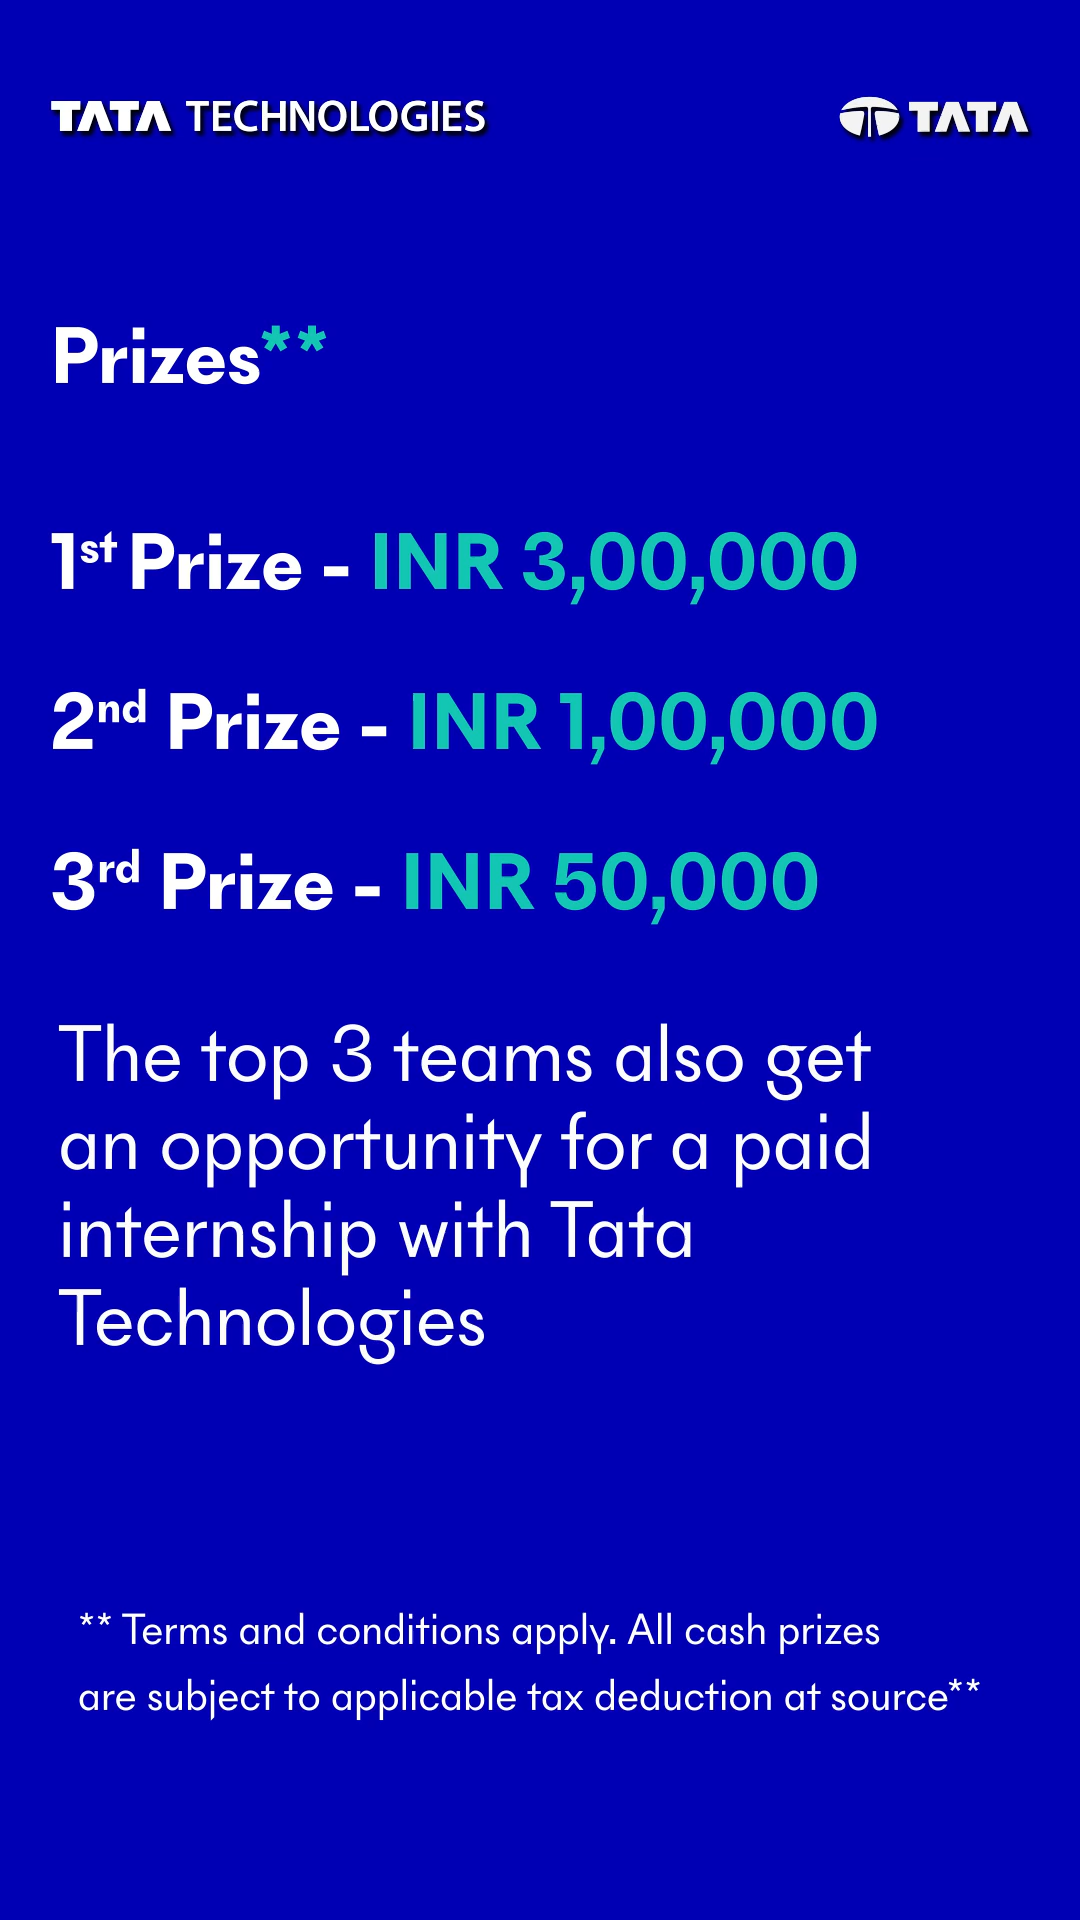 TATA TECHNOLOGIES
TATA
Prizes**
1st Prize - INR 3,00,000
2nd Prize - INR 1,00,000
3rd Prize - INR 50,000
The top 3 teams also get
an opportunity for a paid
internship with Tata
Technologies
** Terms and conditions apply. All cash prizes
are subject to applicable tax deduction at source**